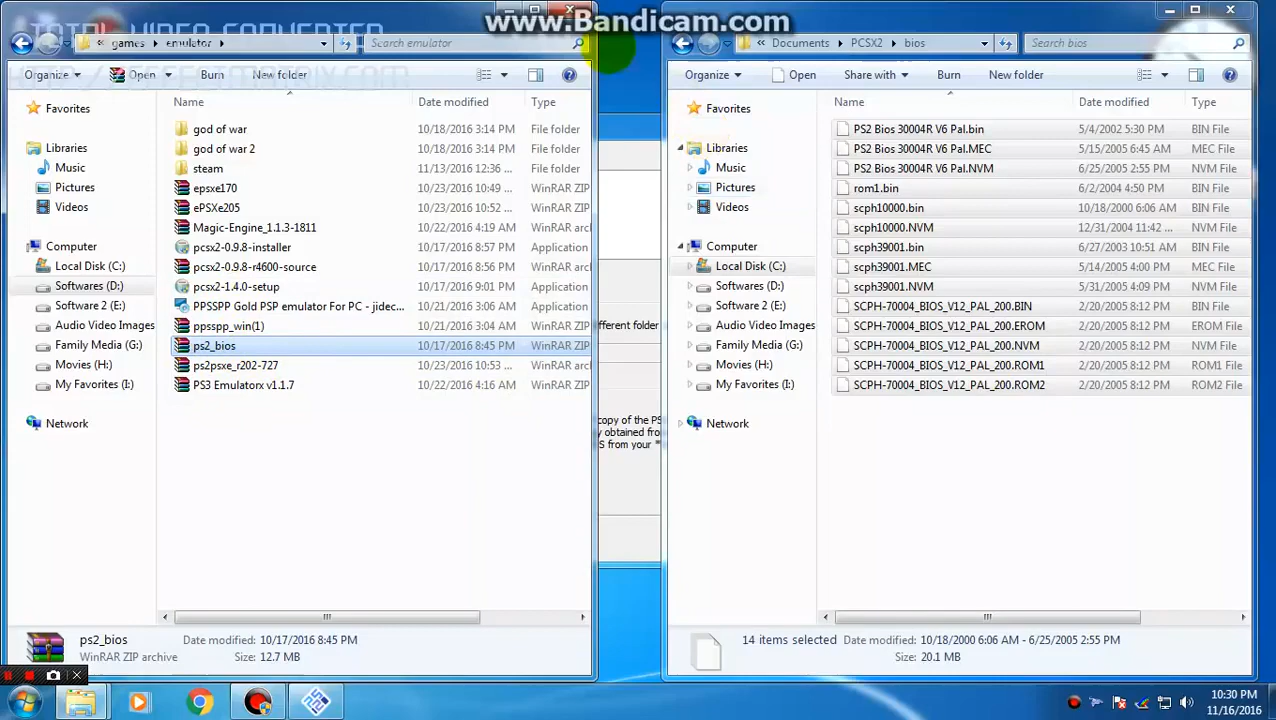 www.Bandicam.com
TOTAL VIDEO CONVERTER
games emulator Search emulator
Organize Open Burn New folder
Name Date modified Type
Favorites
Libraries
Music
Pictures
Videos
Computer
Local Disk (C:)
Softwares (D:)
Software 2 (E:)
Audio Video Images
Family Media (G:)
Movies (H:)
My Favorites (I:)
Network
god of war 10/18/2016 3:14 PM File folder
god of war 2 10/18/2016 3:14 PM File folder
steam 11/13/2016 12:36 ... File folder
epsxe170 10/23/2016 10:49 ... WinRAR ZIP
ePSXe205 10/23/2016 10:52 ... WinRAR ZIP
Magic-Engine_1.1.3-1811 10/22/2016 4:19 AM WinRAR arc
pcsx2-0.9.8-installer 10/17/2016 8:57 PM Application
pcsx2-0.9.8-r4600-source 10/17/2016 8:56 PM WinRAR arc
pcsx2-1.4.0-setup 10/17/2016 9:01 PM Application
PPSSPP Gold PSP emulator For PC - jidec... 10/21/2016 3:06 AM Application
ppsspp_win(1) 10/21/2016 3:04 AM WinRAR ZIP
ps2_bios 10/17/2016 8:45 PM WinRAR ZIP
ps2psxe_r202-727 10/23/2016 10:53 ... WinRAR arc
PS3 Emulatorx v1.1.7 10/22/2016 4:16 AM WinRAR ZIP
ps2_bios Date modified: 10/17/2016 8:45 PM
WinRAR ZIP archive Size: 12.7 MB
fferent folder
copy of the PS
y obtained fro
S from your
Documents PCSX2 bios Search bios
Organize Open Share with Burn New folder
Name Date modified Type
Favorites
Libraries
Music
Pictures
Videos
Computer
Local Disk (C:)
Softwares (D:)
Software 2 (E:)
Audio Video Images
Family Media (G:)
Movies (H:)
My Favorites (I:)
Network
PS2 Bios 30004R V6 Pal.bin 5/4/2002 5:30 PM BIN File
PS2 Bios 30004R V6 Pal.MEC 5/15/2005 6:45 AM MEC File
PS2 Bios 30004R V6 Pal.NVM 6/25/2005 2:55 PM NVM File
rom1.bin 6/2/2004 4:50 PM BIN File
scph10000.bin 10/18/2000 6:06 AM BIN File
scph10000.NVM 12/31/2004 11:42 ... NVM File
scph39001.bin 6/27/2003 10:51 AM BIN File
scph39001.MEC 5/14/2005 4:00 PM MEC File
scph39001.NVM 5/31/2005 4:09 PM NVM File
SCPH-70004_BIOS_V12_PAL_200.BIN 2/20/2005 8:12 PM BIN File
SCPH-70004_BIOS_V12_PAL_200.EROM 2/20/2005 8:12 PM EROM File
SCPH-70004_BIOS_V12_PAL_200.NVM 2/20/2005 8:12 PM NVM File
SCPH-70004_BIOS_V12_PAL_200.ROM1 2/20/2005 8:12 PM ROM1 File
SCPH-70004_BIOS_V12_PAL_200.ROM2 2/20/2005 8:12 PM ROM2 File
14 items selected Date modified: 10/18/2000 6:06 AM - 6/25/2005 2:55 PM
Size: 20.1 MB
10:30 PM
11/16/2016